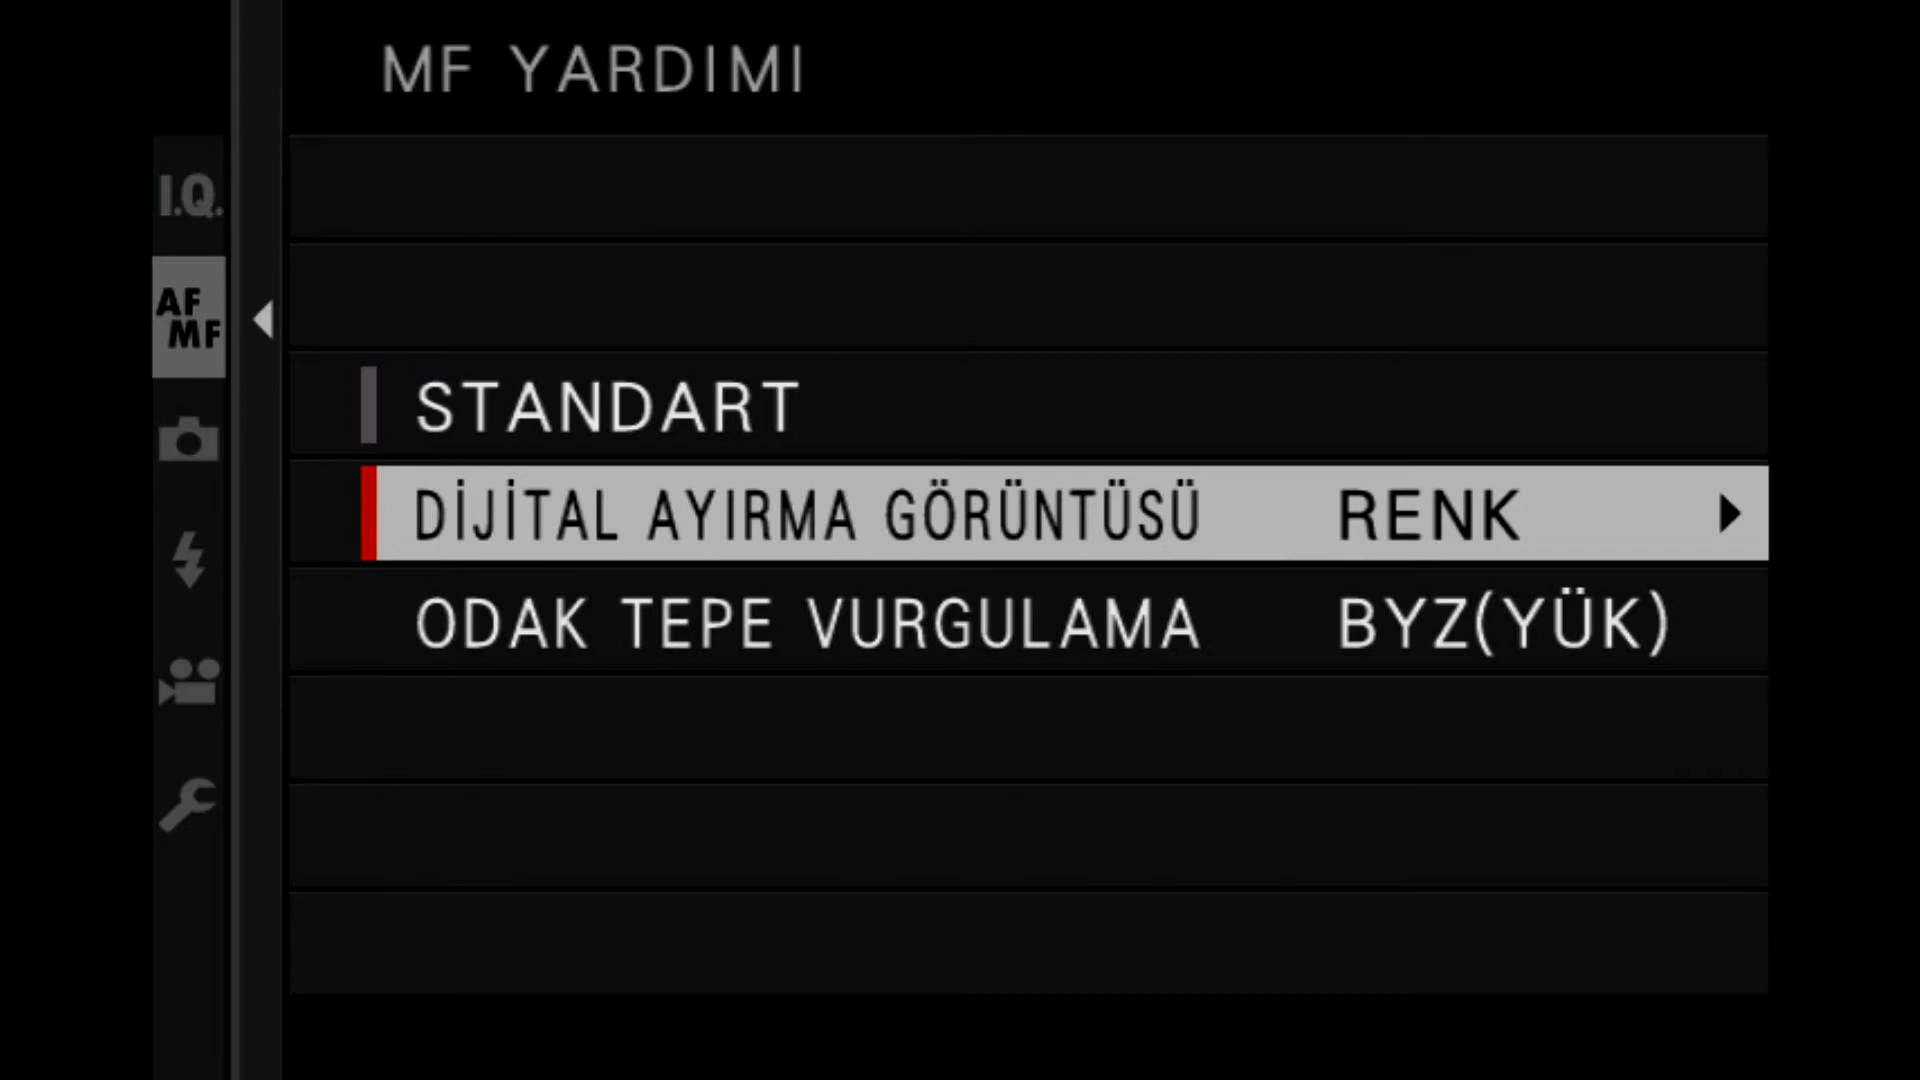 MF YARDIMI
I.Q.
AF
MF
STANDART
DİJİTAL AYIRMA GÖRÜNTÜSÜ RENK
ODAK TEPE VURGULAMA BYZ(YÜK)